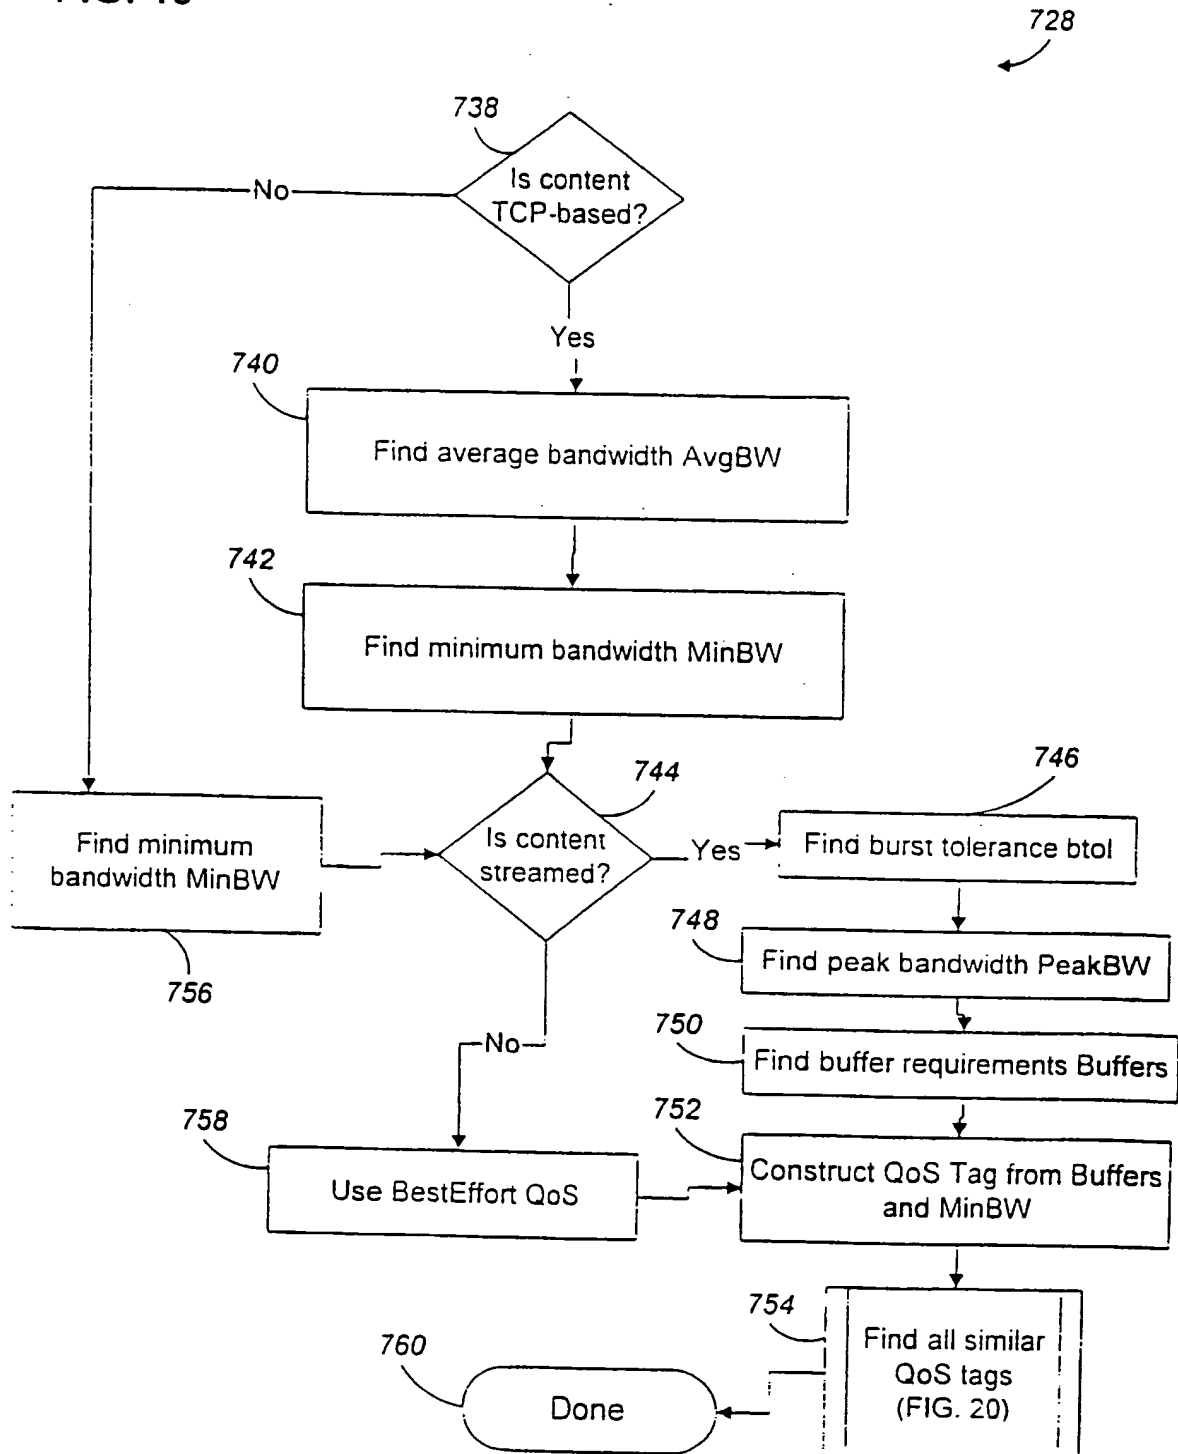 728
738
Is content
TCP-based?
No
Yes
740
Find average bandwidth AvgBW
742
Find minimum bandwidth MinBW
744
746
Is content
streamed?
Yes
Find burst tolerance btol
Find minimum
bandwidth MinBW
756
748
Find peak bandwidth PeakBW
No
750
Find buffer requirements Buffers
758
Use BestEffort QoS
752
Construct QoS Tag from Buffers
and MinBW
754
Find all similar
QoS tags
(FIG. 20)
760
Done